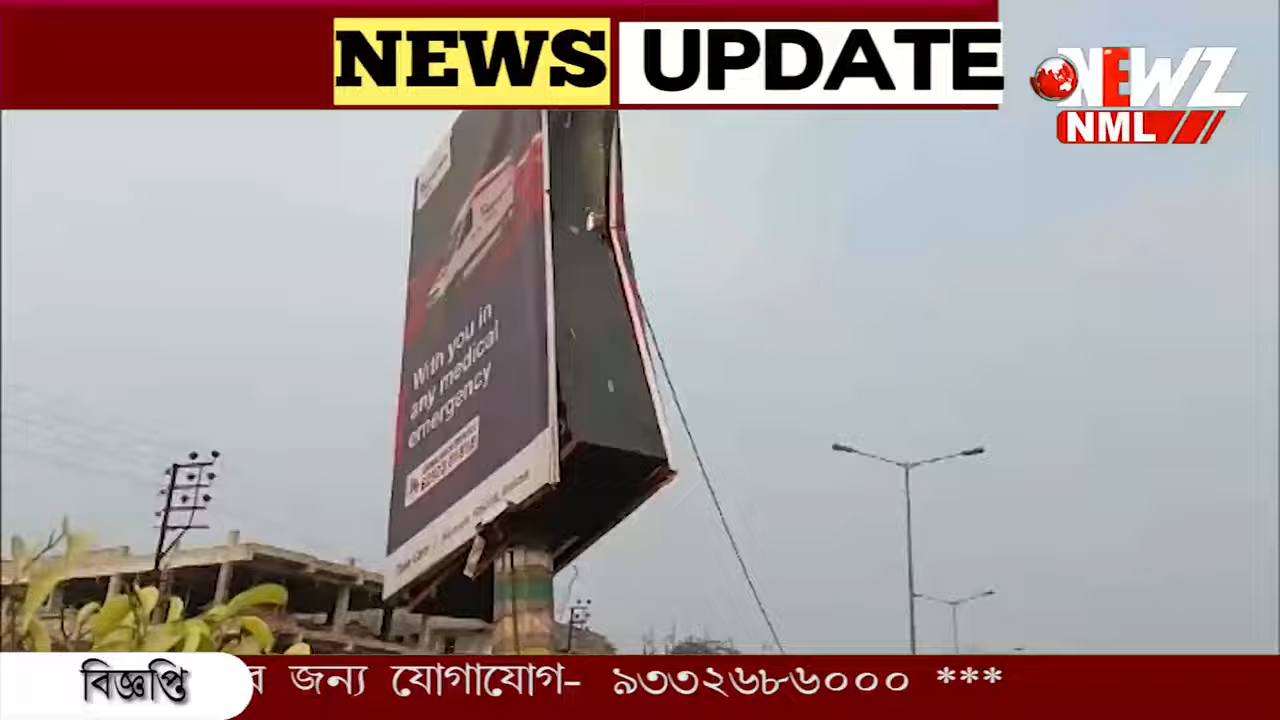 NEWS UPDATE
NEWZ
NML
With you in
any medical
emergency
বিজ্ঞপ্তি
র জন্য যোগাযোগ- ৯৩৩২৬৮৬০০০ ***